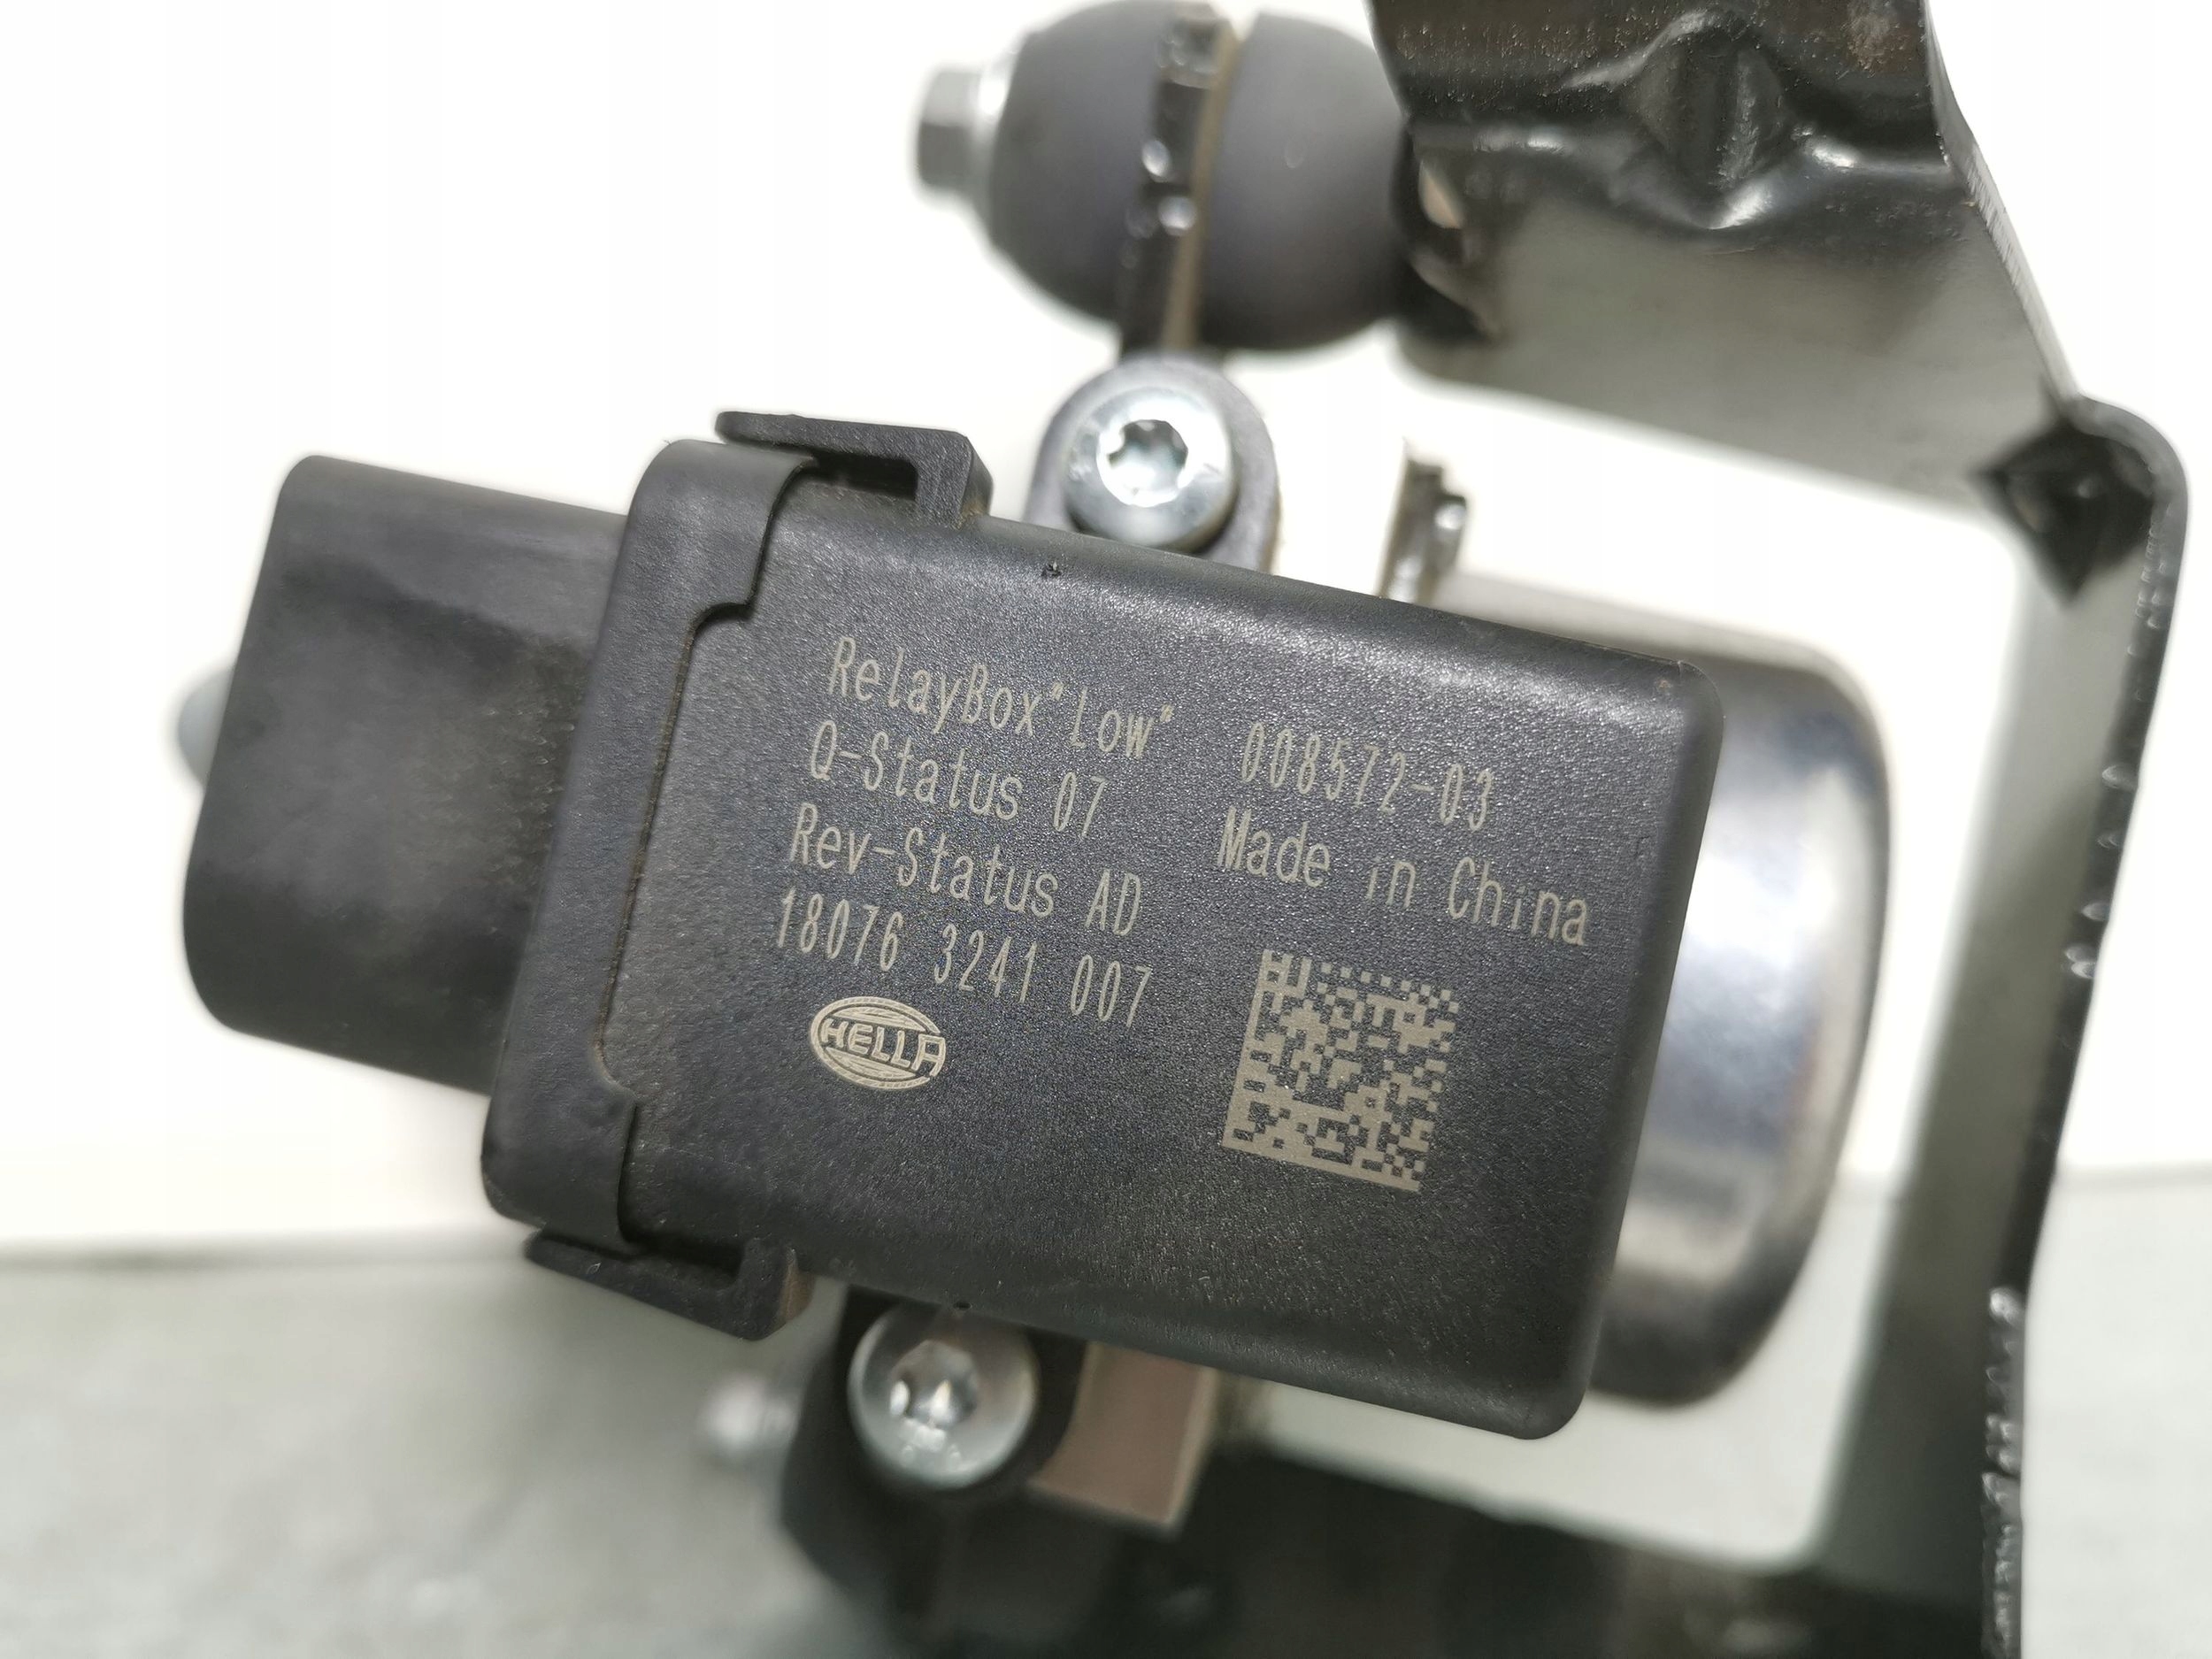 RelayBox"Low" 008572-03
Q-Status 07 Made in China
Rev-Status AD
18076 3241 007
HELLA